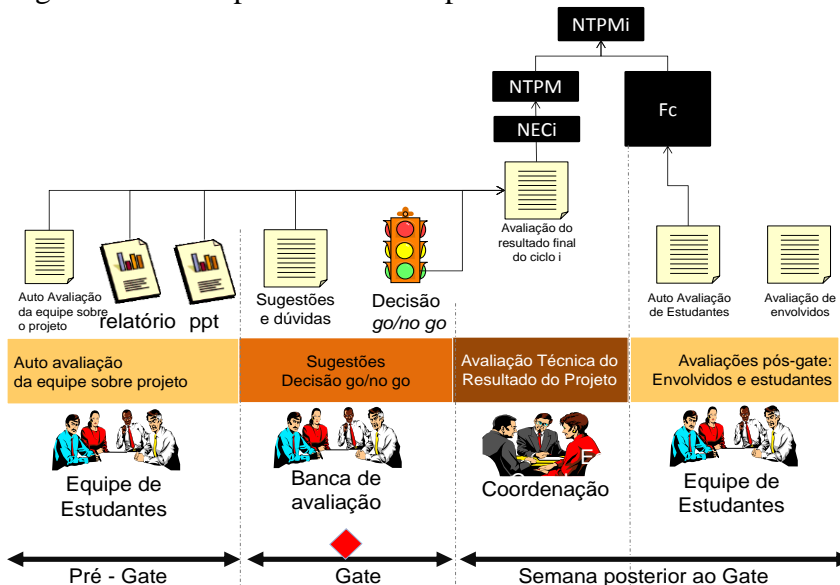 NTPMi
NTPM
Fc
NECi
Avaliação do
resultado final
do ciclo i
Auto Avaliação
da equipe sobre
o projeto
relatório
ppt
Sugestões
e dúvidas
Decisão
go/no go
Auto Avaliação
de Estudantes
Avaliação de
envolvidos
Auto avaliação
da equipe sobre projeto
Sugestões
Decisão go/no go
Avaliação Técnica do
Resultado do Projeto
Avaliações pós-gate:
Envolvidos e estudantes
E
Equipe de
Estudantes
Banca de
avaliação
Coordenação
Equipe de
Estudantes
Pré - Gate
Gate
Semana posterior ao Gate